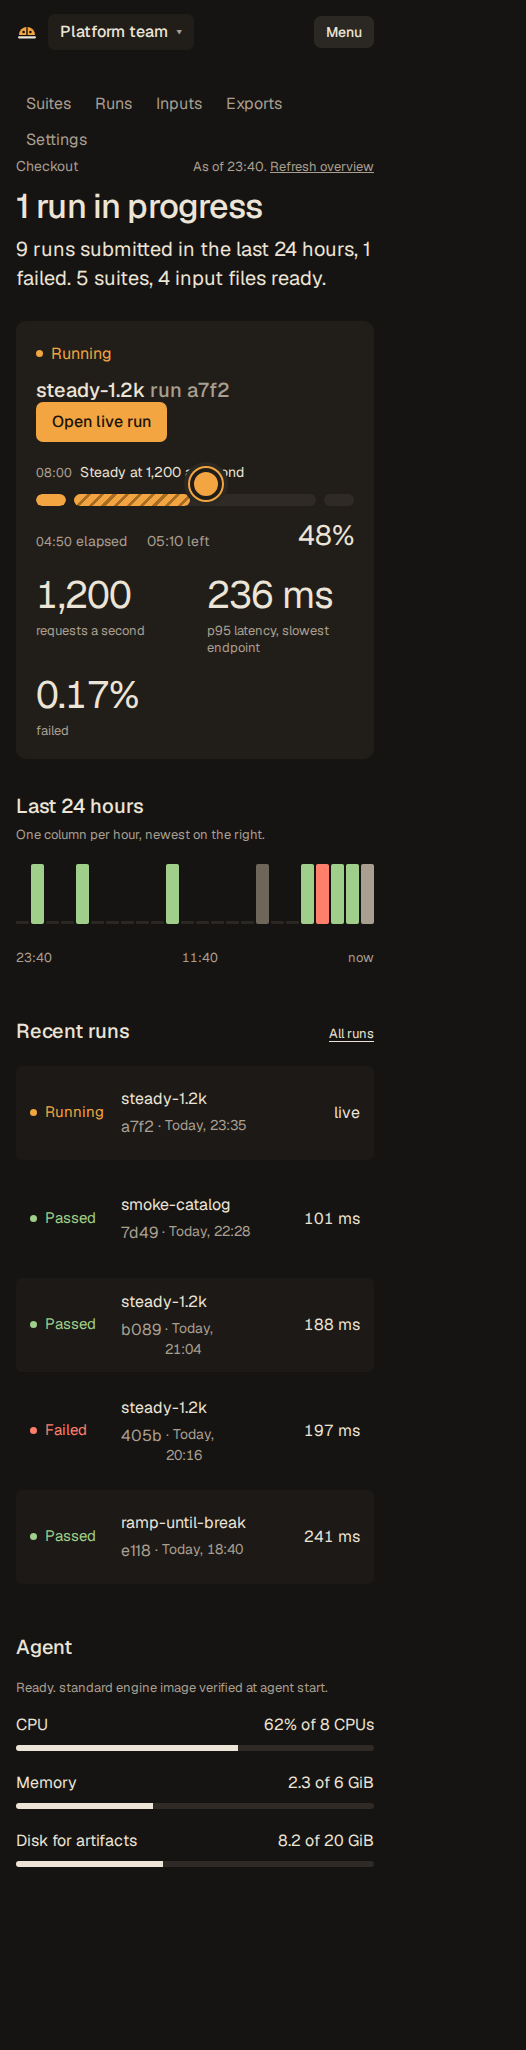 Platform team
Menu
Suites Runs Inputs Exports
Settings
Checkout As of 23:40. Refresh overview
1 run in progress
9 runs submitted in the last 24 hours, 1
failed. 5 suites, 4 input files ready.
Running
steady-1.2k run a7f2
Open live run
08:00 Steady at 1,200
04:50 elapsed 05:10 left 48%
1,200 236 ms
requests a second p95 latency, slowest
endpoint
0.17%
failed
Last 24 hours
One column per hour, newest on the right.
23:40 11:40 now
Recent runs All runs
Running steady-1.2k live
a7f2 · Today, 23:35
Passed smoke-catalog 101 ms
7d49 · Today, 22:28
Passed steady-1.2k 188 ms
b089 · Today,
21:04
Failed steady-1.2k 197 ms
405b · Today,
20:16
Passed ramp-until-break 241 ms
e118 · Today, 18:40
Agent
Ready. standard engine image verified at agent start.
CPU 62% of 8 CPUs
Memory 2.3 of 6 GiB
Disk for artifacts 8.2 of 20 GiB